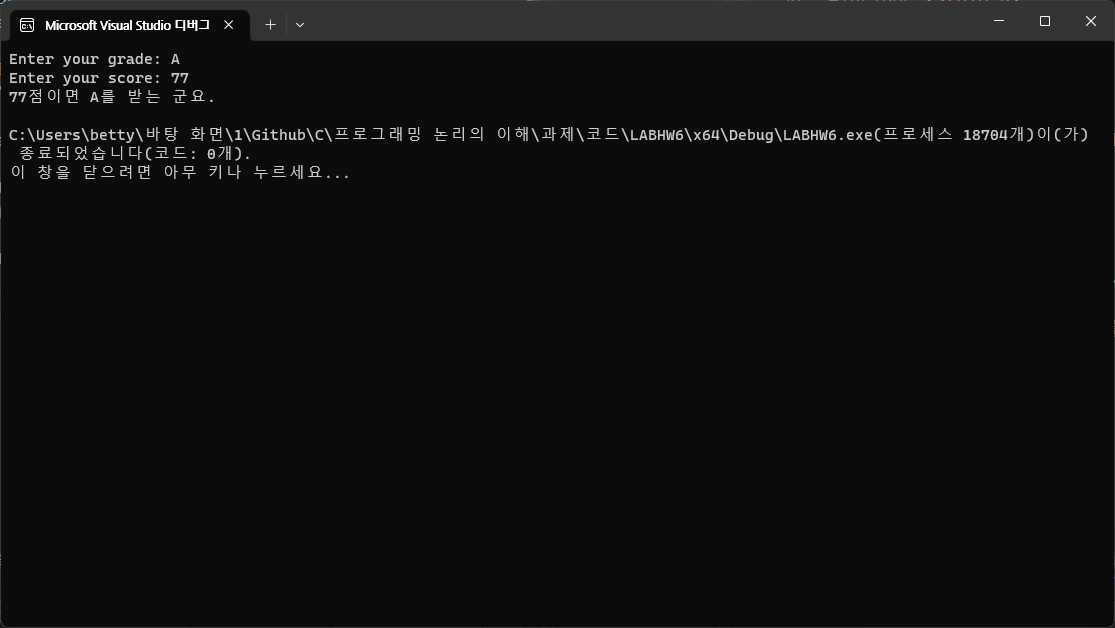 Microsoft Visual Studio 디버그
Enter your grade: A
Enter your score: 77
77점이면 A를 받는 군요.
C:\Users\betty\바탕 화면\1\Github\C\프로그래밍 논리의 이해\과제\코드\LABHW6\x64\Debug\LABHW6.exe(프로세스 18704개)이(가)
종료되었습니다(코드: 0개).
이 창을 닫으려면 아무 키나 누르세요...